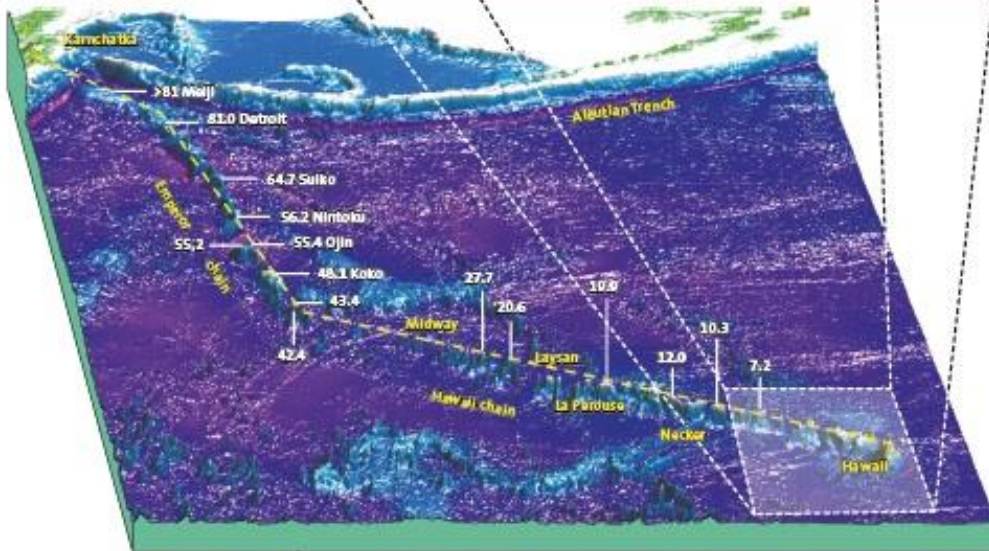 Kamchatka
>81 Meiji
81.0 Detroit
Aleutian Trench
64.7 Suiko
56.2 Nintoku
Emperor chain
55,2
55.4 Ojin
48.1 Koko
43.4
42.4
27.7
20.6
19.9
Midway
Laysan
12.0
10.3
7.2
Hawaii chain
La Perouse
Necker
Hawaii